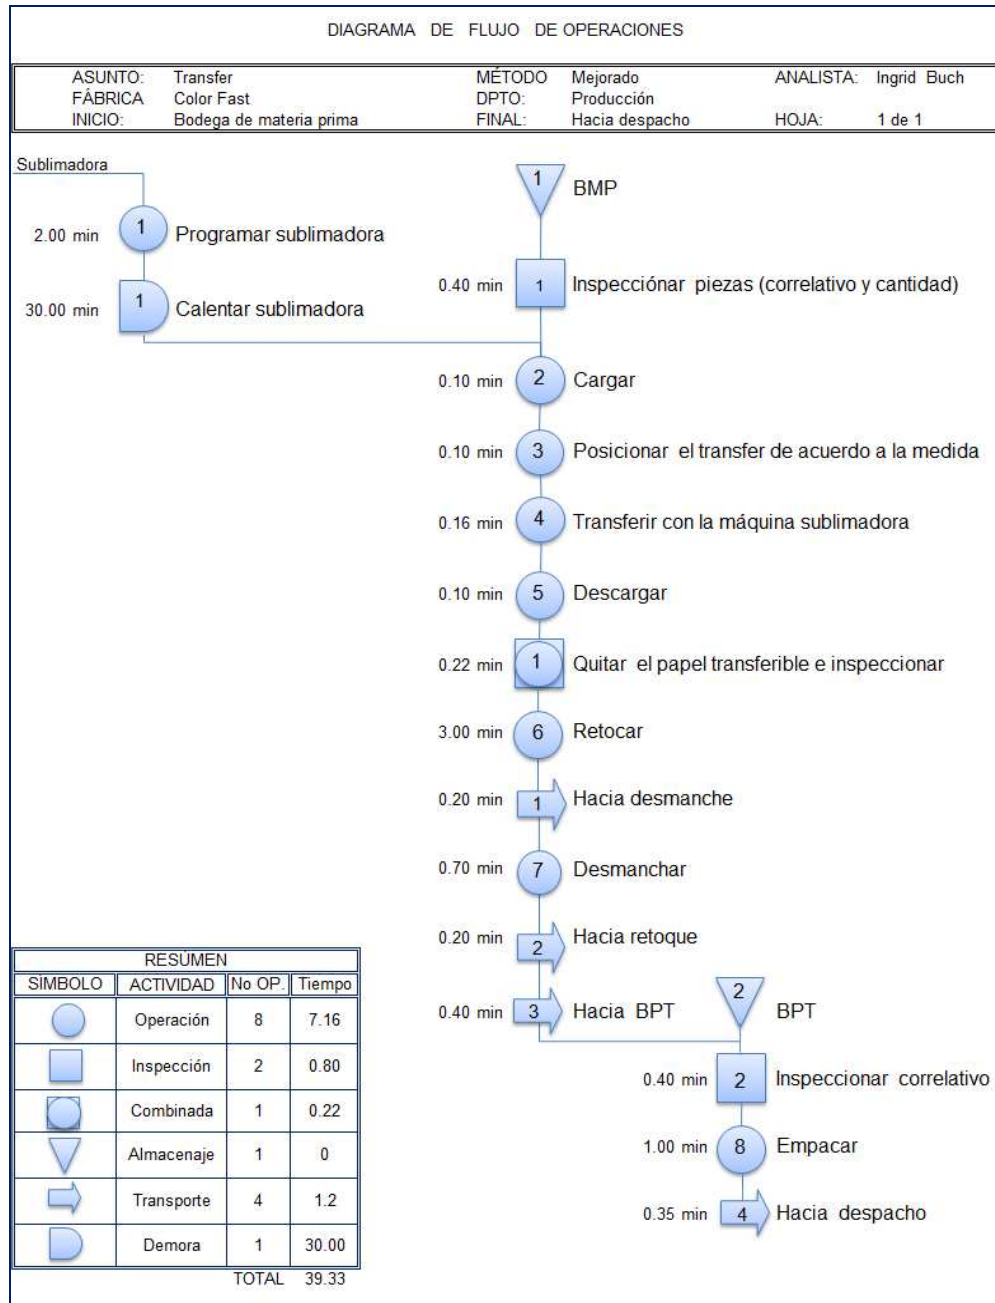 DIAGRAMA DE FLUJO DE OPERACIONES
ASUNTO: Transfer MÉTODO Mejorado ANALISTA: Ingrid Buch
FÁBRICA Color Fast DPTO: Producción
INICIO: Bodega de materia prima FINAL: Hacia despacho HOJA: 1 de 1
Sublimadora
2.00 min 1 Programar sublimadora
30.00 min 1 Calentar sublimadora
1 BMP
0.40 min 1 Inspecciónar piezas (correlativo y cantidad)
0.10 min 2 Cargar
0.10 min 3 Posicionar el transfer de acuerdo a la medida
0.16 min 4 Transferir con la máquina sublimadora
0.10 min 5 Descargar
0.22 min 1 Quitar el papel transferible e inspeccionar
3.00 min 6 Retocar
0.20 min 1 Hacia desmanche
0.70 min 7 Desmanchar
0.20 min 2 Hacia retoque
0.40 min 3 Hacia BPT
2 BPT
0.40 min 2 Inspeccionar correlativo
1.00 min 8 Empacar
0.35 min 4 Hacia despacho
RESÚMEN
SÍMBOLO ACTIVIDAD No OP. Tiempo
Operación 8 7.16
Inspección 2 0.80
Combinada 1 0.22
Almacenaje 1 0
Transporte 4 1.2
Demora 1 30.00
TOTAL 39.33